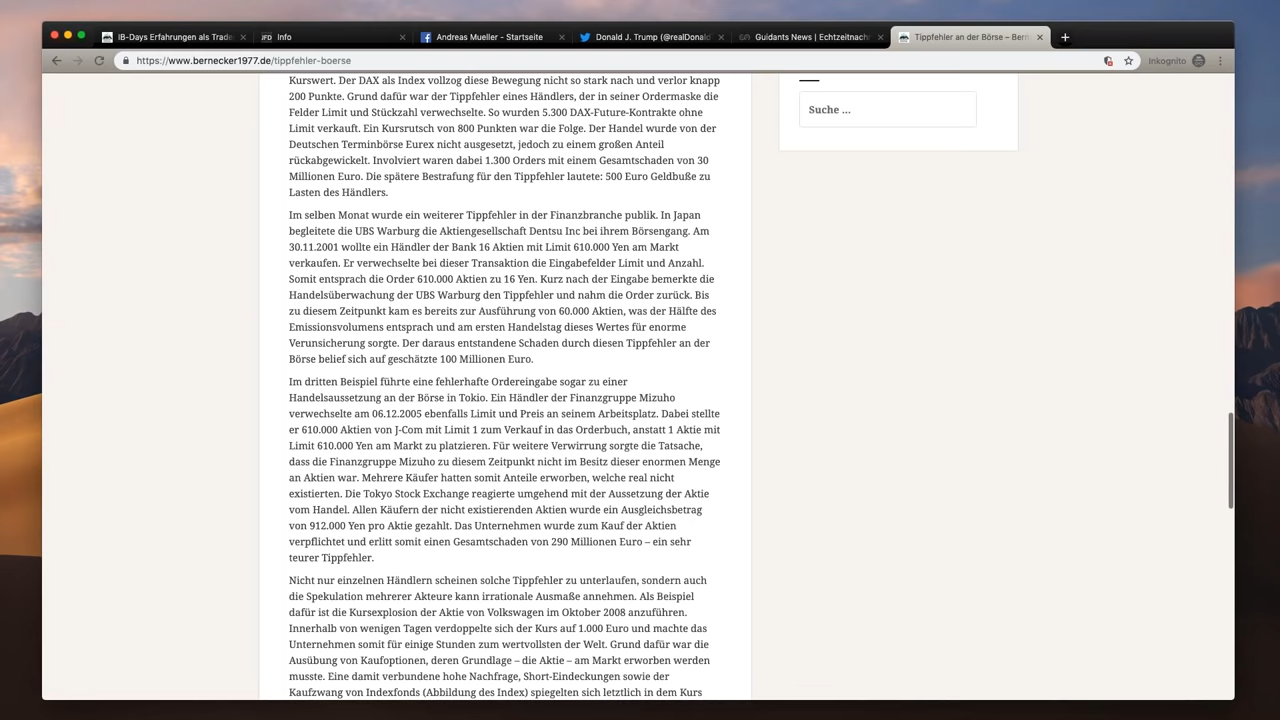 IB-Days Erfahrungen als Trade
Info
Andreas Mueller - Startseite
Donald J. Trump (@realDonal
Guidants News | Echtzeitnach
Tippfehler an der Börse – Bern
https://www.bernecker1977.de/tippfehler-boerse
Inkognito
Kurswert. Der DAX als Index vollzog diese Bewegung nicht so stark nach und verlor knapp
200 Punkte. Grund dafür war der Tippfehler eines Händlers, der in seiner Ordermaske die
Felder Limit und Stückzahl verwechselte. So wurden 5.300 DAX-Future-Kontrakte ohne
Limit verkauft. Ein Kursrutsch von 800 Punkten war die Folge. Der Handel wurde von der
Deutschen Terminbörse Eurex nicht ausgesetzt, jedoch zu einem großen Anteil
rückabgewickelt. Involviert waren dabei 1.300 Orders mit einem Gesamtschaden von 30
Millionen Euro. Die spätere Bestrafung für den Tippfehler lautete: 500 Euro Geldbuße zu
Lasten des Händlers.
Im selben Monat wurde ein weiterer Tippfehler in der Finanzbranche publik. In Japan
begleitete die UBS Warburg die Aktiengesellschaft Dentsu Inc bei ihrem Börsengang. Am
30.11.2001 wollte ein Händler der Bank 16 Aktien mit Limit 610.000 Yen am Markt
verkaufen. Er verwechselte bei dieser Transaktion die Eingabefelder Limit und Anzahl.
Somit entsprach die Order 610.000 Aktien zu 16 Yen. Kurz nach der Eingabe bemerkte die
Handelsüberwachung der UBS Warburg den Tippfehler und nahm die Order zurück. Bis
zu diesem Zeitpunkt kam es bereits zur Ausführung von 60.000 Aktien, was der Hälfte des
Emissionsvolumens entsprach und am ersten Handelstag dieses Wertes für enorme
Verunsicherung sorgte. Der daraus entstandene Schaden durch diesen Tippfehler an der
Börse belief sich auf geschätzte 100 Millionen Euro.
Im dritten Beispiel führte eine fehlerhafte Ordereingabe sogar zu einer
Handelsaussetzung an der Börse in Tokio. Ein Händler der Finanzgruppe Mizuho
verwechselte am 06.12.2005 ebenfalls Limit und Preis an seinem Arbeitsplatz. Dabei stellte
er 610.000 Aktien von J-Com mit Limit 1 zum Verkauf in das Orderbuch, anstatt 1 Aktie mit
Limit 610.000 Yen am Markt zu platzieren. Für weitere Verwirrung sorgte die Tatsache,
dass die Finanzgruppe Mizuho zu diesem Zeitpunkt nicht im Besitz dieser enormen Menge
an Aktien war. Mehrere Käufer hatten somit Anteile erworben, welche real nicht
existierten. Die Tokyo Stock Exchange reagierte umgehend mit der Aussetzung der Aktie
vom Handel. Allen Käufern der nicht existierenden Aktien wurde ein Ausgleichsbetrag
von 912.000 Yen pro Aktie gezahlt. Das Unternehmen wurde zum Kauf der Aktien
verpflichtet und erlitt somit einen Gesamtschaden von 290 Millionen Euro – ein sehr
teurer Tippfehler.
Nicht nur einzelnen Händlern scheinen solche Tippfehler zu unterlaufen, sondern auch
die Spekulation mehrerer Akteure kann irrationale Ausmaße annehmen. Als Beispiel
dafür ist die Kursexplosion der Aktie von Volkswagen im Oktober 2008 anzuführen.
Innerhalb von wenigen Tagen verdoppelte sich der Kurs auf 1.000 Euro und machte das
Unternehmen somit für einige Stunden zum wertvollsten der Welt. Grund dafür war die
Ausübung von Kaufoptionen, deren Grundlage – die Aktie – am Markt erworben werden
musste. Eine damit verbundene hohe Nachfrage, Short-Eindeckungen sowie der
Kaufzwang von Indexfonds (Abbildung des Index) spiegelten sich letztlich in dem Kurs
Suche ...